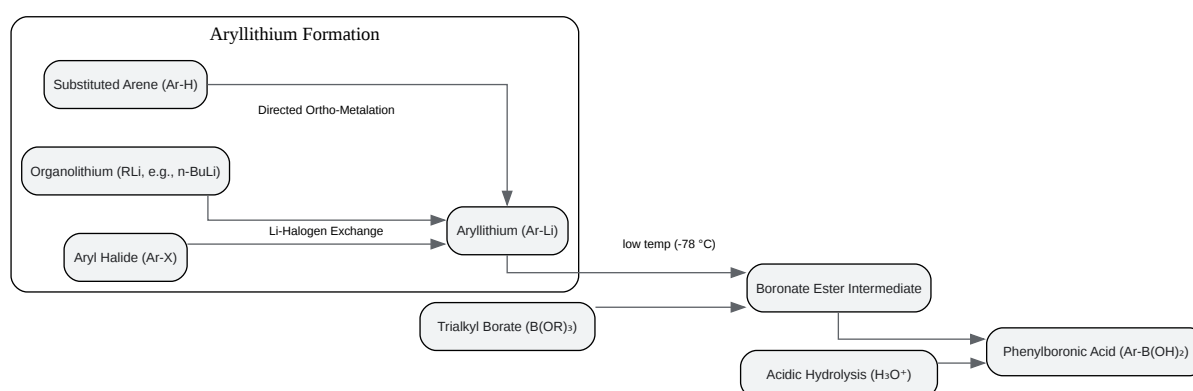 Aryllithium Formation
Substituted Arene (Ar-H)
Directed Ortho-Metalation
Organolithium (RLi, e.g., n-BuLi)
Aryllithium (Ar-Li)
Li-Halogen Exchange
Aryl Halide (Ar-X)
low temp (-78 °C)
Boronate Ester Intermediate
Trialkyl Borate (B(OR)₃)
Phenylboronic Acid (Ar-B(OH)₂)
Acidic Hydrolysis (H₃O⁺)